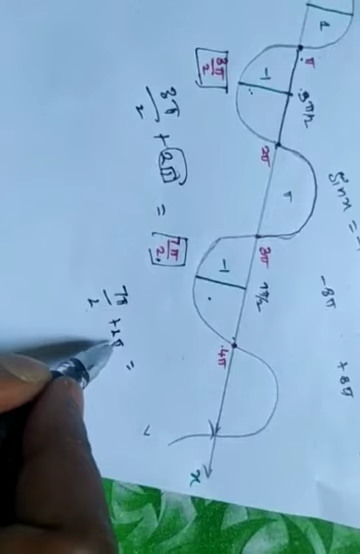 sin x = -
-8π + 8π
1
π
-1
3π/2
3π/2
2π
1
3π/2 + 2π = 7π/2
3π
-1
7π/2
4π
7π/2 + 2π =
x